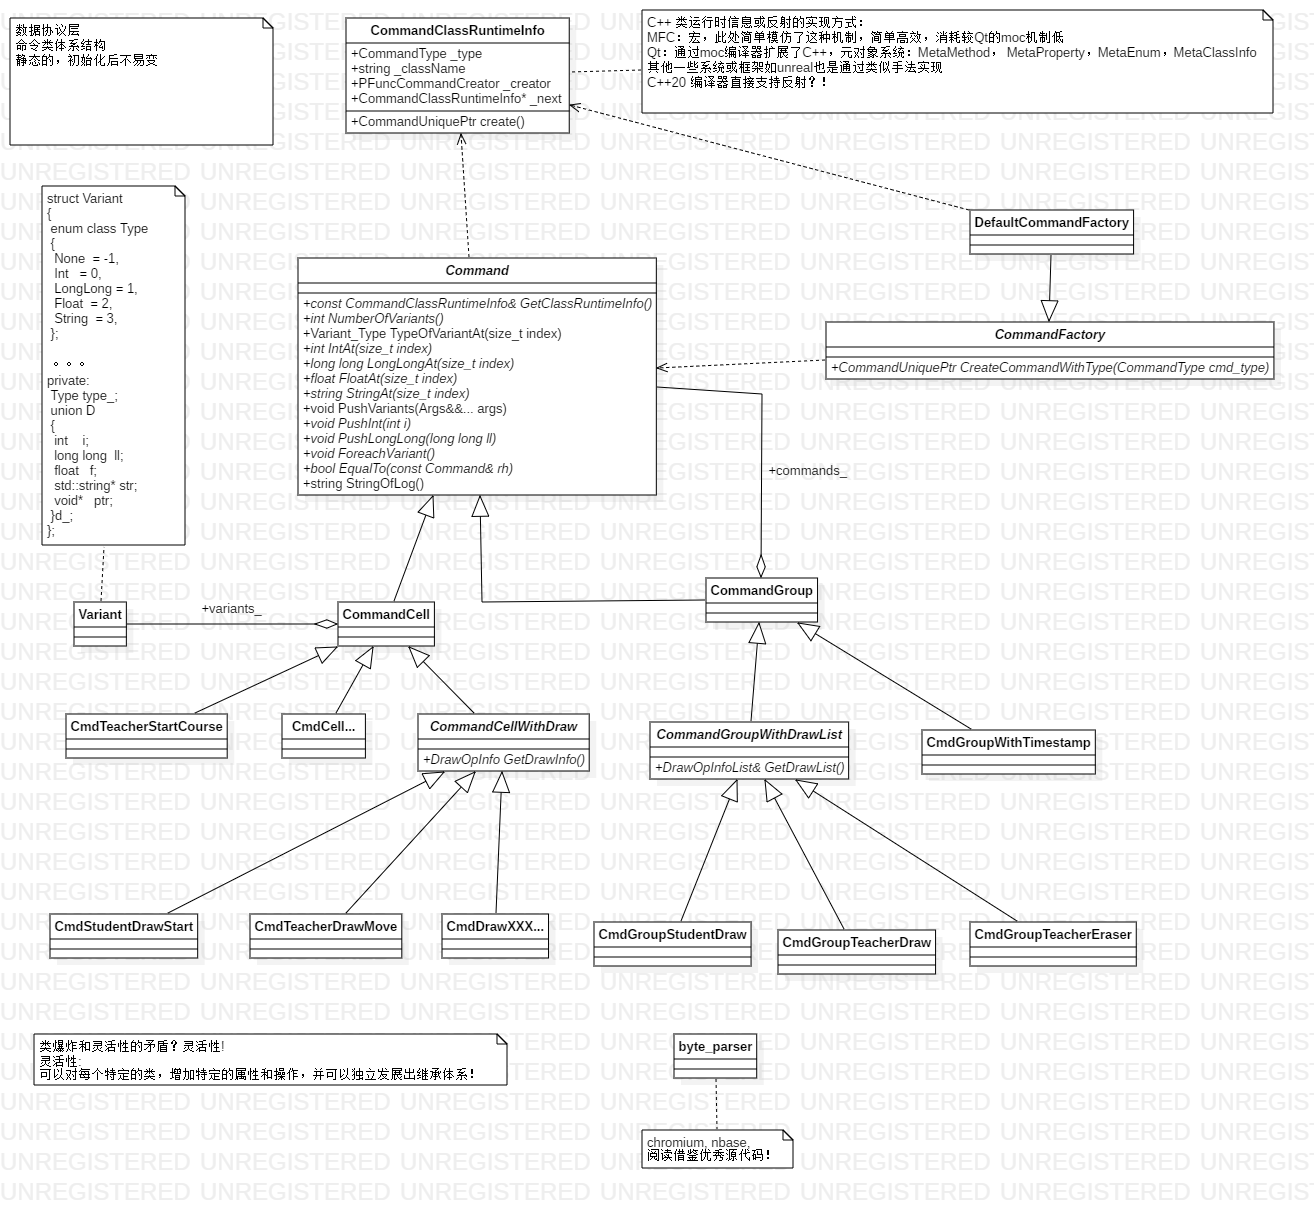 数据协议层
命令类体系结构
静态的，初始化后不易变
CommandClassRuntimeInfo
+CommandType _type
+string _className
+PFuncCommandCreator _creator
+CommandClassRuntimeInfo* _next
+CommandUniquePtr create()
C++ 类运行时信息或反射的实现方式：
MFC：宏，此处简单模仿了这种机制，简单高效，消耗较Qt的moc机制低
Qt：通过moc编译器扩展了C++，元对象系统：MetaMethod， MetaProperty，MetaEnum，MetaClassInfo
其他一些系统或框架如unreal也是通过类似手法实现
C++20 编译器直接支持反射？！
struct Variant
{
enum class Type
{
None = -1,
Int = 0,
LongLong = 1,
Float = 2,
String = 3,
};
。。。
private:
Type type_;
union D
{
int i;
long long ll;
float f;
std::string* str;
void* ptr;
}d_;
};
DefaultCommandFactory
Command
+const CommandClassRuntimeInfo& GetClassRuntimeInfo()
+int NumberOfVariants()
+Variant_Type TypeOfVariantAt(size_t index)
+int IntAt(size_t index)
+long long LongLongAt(size_t index)
+float FloatAt(size_t index)
+string StringAt(size_t index)
+void PushVariants(Args&&... args)
+void PushInt(int i)
+void PushLongLong(long long ll)
+void ForeachVariant()
+bool EqualTo(const Command& rh)
+string StringOfLog()
CommandFactory
+CommandUniquePtr CreateCommandWithType(CommandType cmd_type)
+commands_
CommandGroup
Variant
+variants_
CommandCell
CmdTeacherStartCourse
CmdCell...
CommandCellWithDraw
+DrawOpInfo GetDrawInfo()
CommandGroupWithDrawList
+DrawOpInfoList& GetDrawList()
CmdGroupWithTimestamp
CmdStudentDrawStart
CmdTeacherDrawMove
CmdDrawXXX...
CmdGroupStudentDraw
CmdGroupTeacherDraw
CmdGroupTeacherEraser
类爆炸和灵活性的矛盾？灵活性!
灵活性:
可以对每个特定的类，增加特定的属性和操作，并可以独立发展出继承体系！
byte_parser
chromium, nbase,
阅读借鉴优秀源代码！